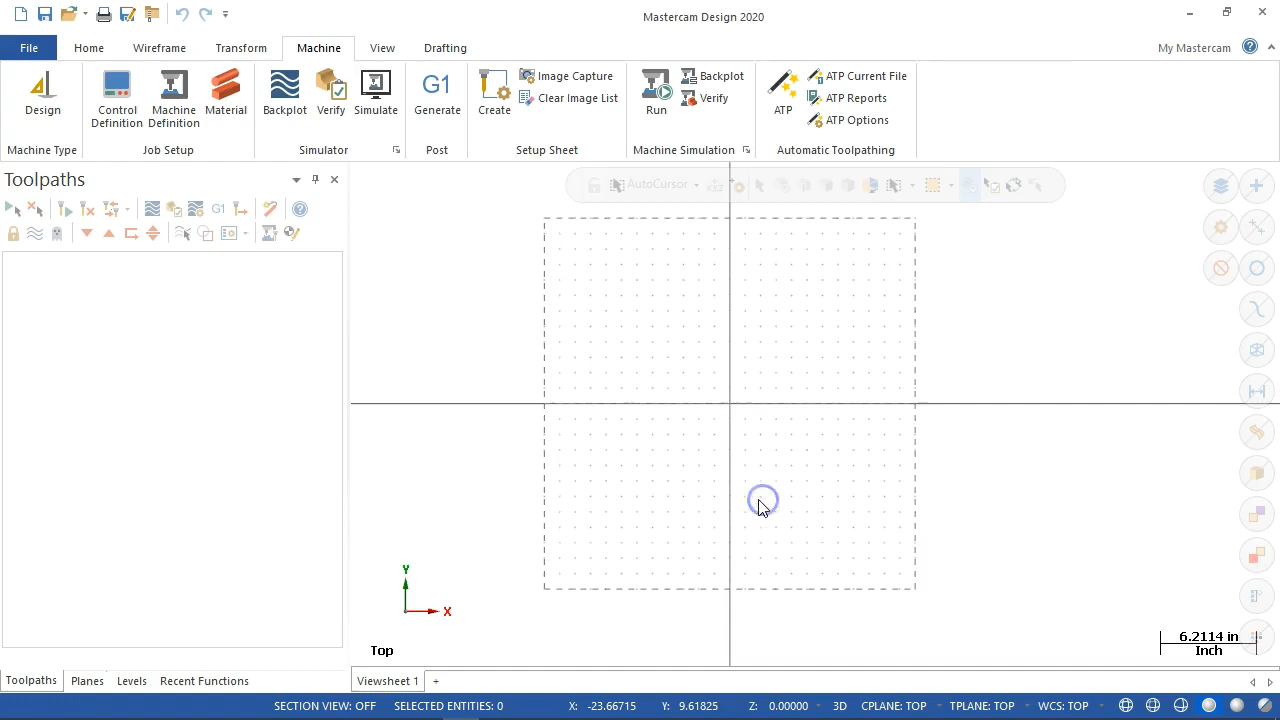 Mastercam Design 2020
File
Home
Wireframe
Transform
Machine
View
Drafting
My Mastercam
Design
Control Definition
Machine Definition
Material
Backplot
Verify
Simulate
G1
Generate
Create
Image Capture
Clear Image List
Run
Backplot
Verify
ATP
ATP Current File
ATP Reports
ATP Options
Machine Type
Job Setup
Simulator
Post
Setup Sheet
Machine Simulation
Automatic Toolpathing
Toolpaths
AutoCursor
G1
Y
X
Top
6.2114 in
Inch
Toolpaths
Planes
Levels
Recent Functions
Viewsheet 1
+
SECTION VIEW: OFF
SELECTED ENTITIES: 0
X: -23.66715
Y: 9.61825
Z: 0.00000
3D
CPLANE: TOP
TPLANE: TOP
WCS: TOP